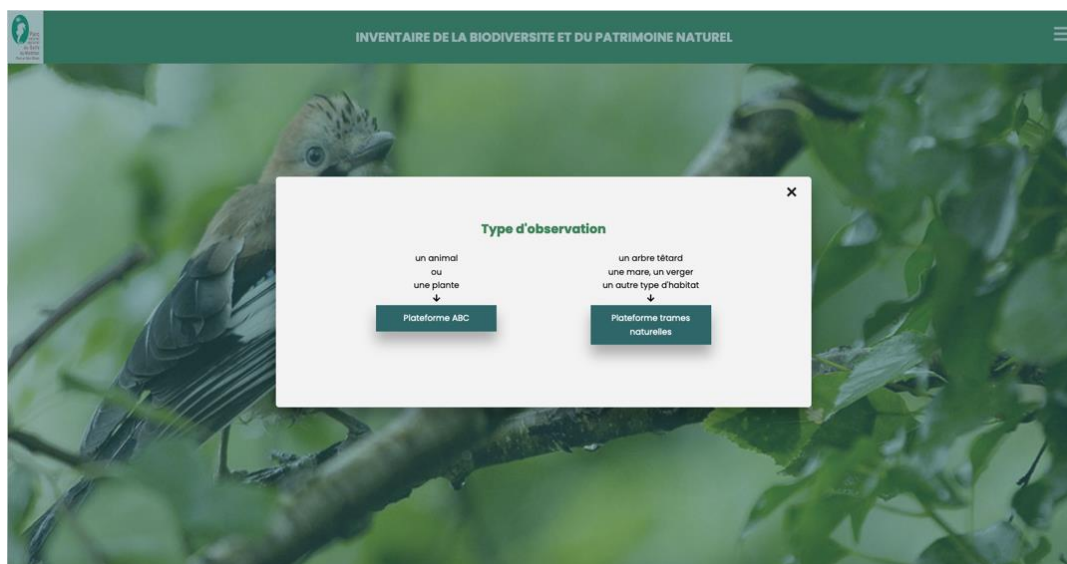 Parc
INVENTAIRE DE LA BIODIVERSITE ET DU PATRIMOINE NATUREL
Type d'observation
un animal
ou
une plante
↓
Plateforme ABC
un arbre têtard
une mare, un verger
un autre type d'habitat
↓
Plateforme trames
naturelles